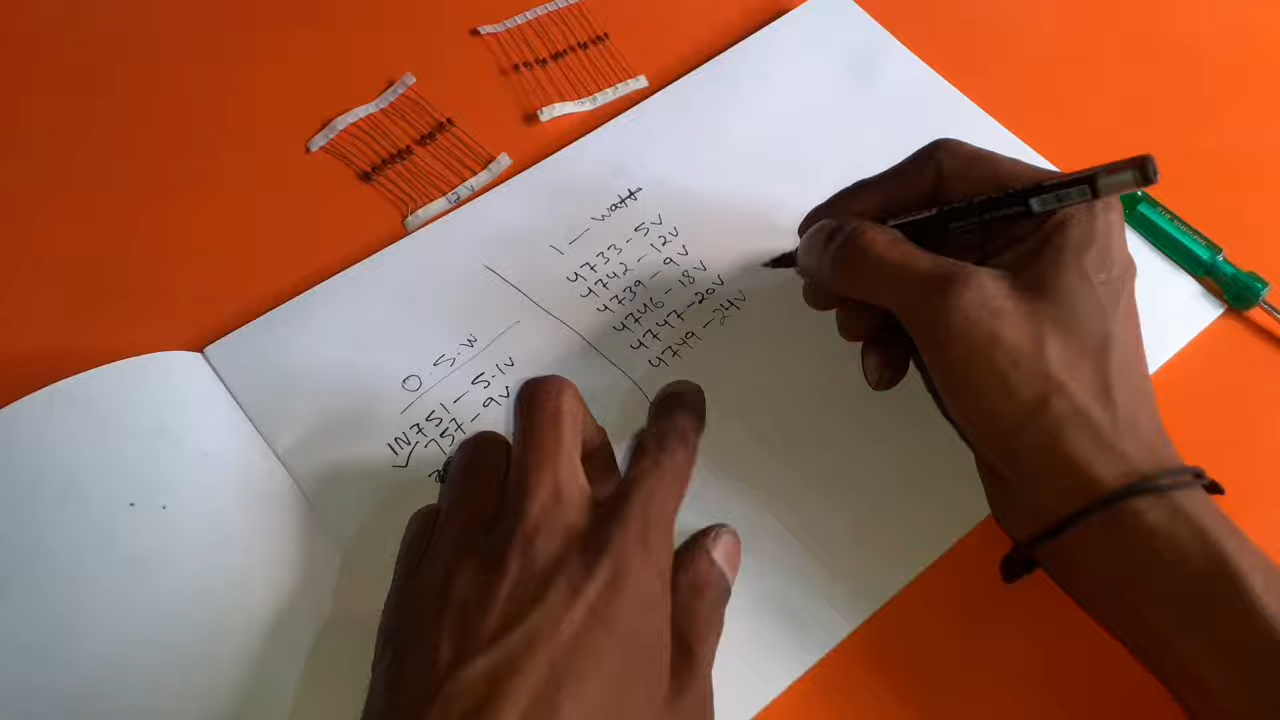 12V
1 - watt
4733 - 5V
4742 - 12V
4739 - 9V
4746 - 18V
4747 - 20V
4749 - 24V
0.5.W
IN751 - 5.1V
757 - 9V